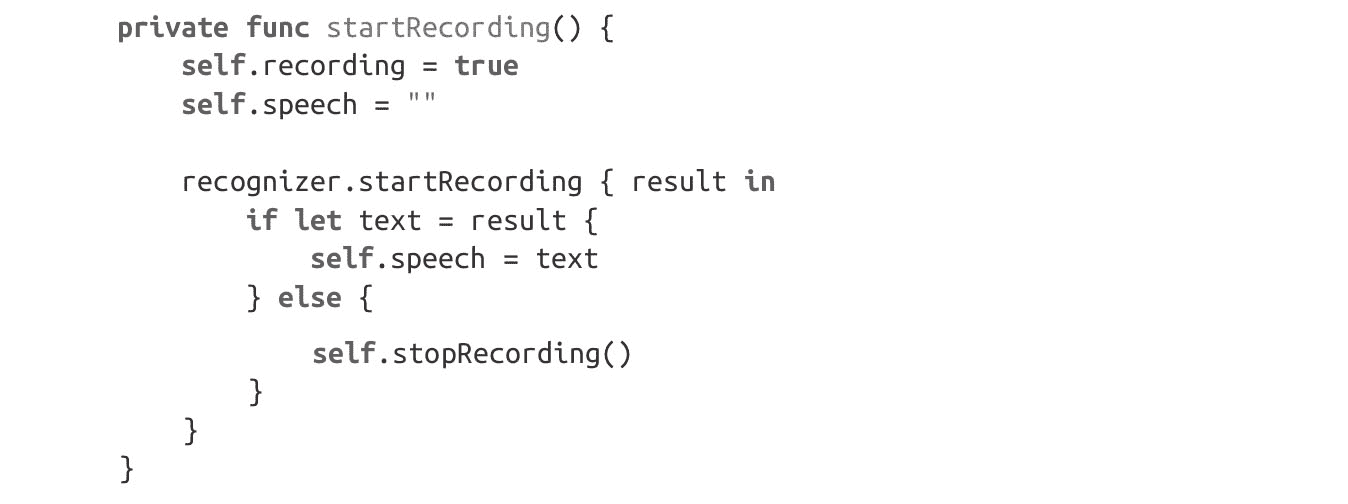 private func startRecording() {
    self.recording = true
    self.speech = ""

    recognizer.startRecording { result in
        if let text = result {
            self.speech = text
        } else {
            self.stopRecording()
        }
    }
}